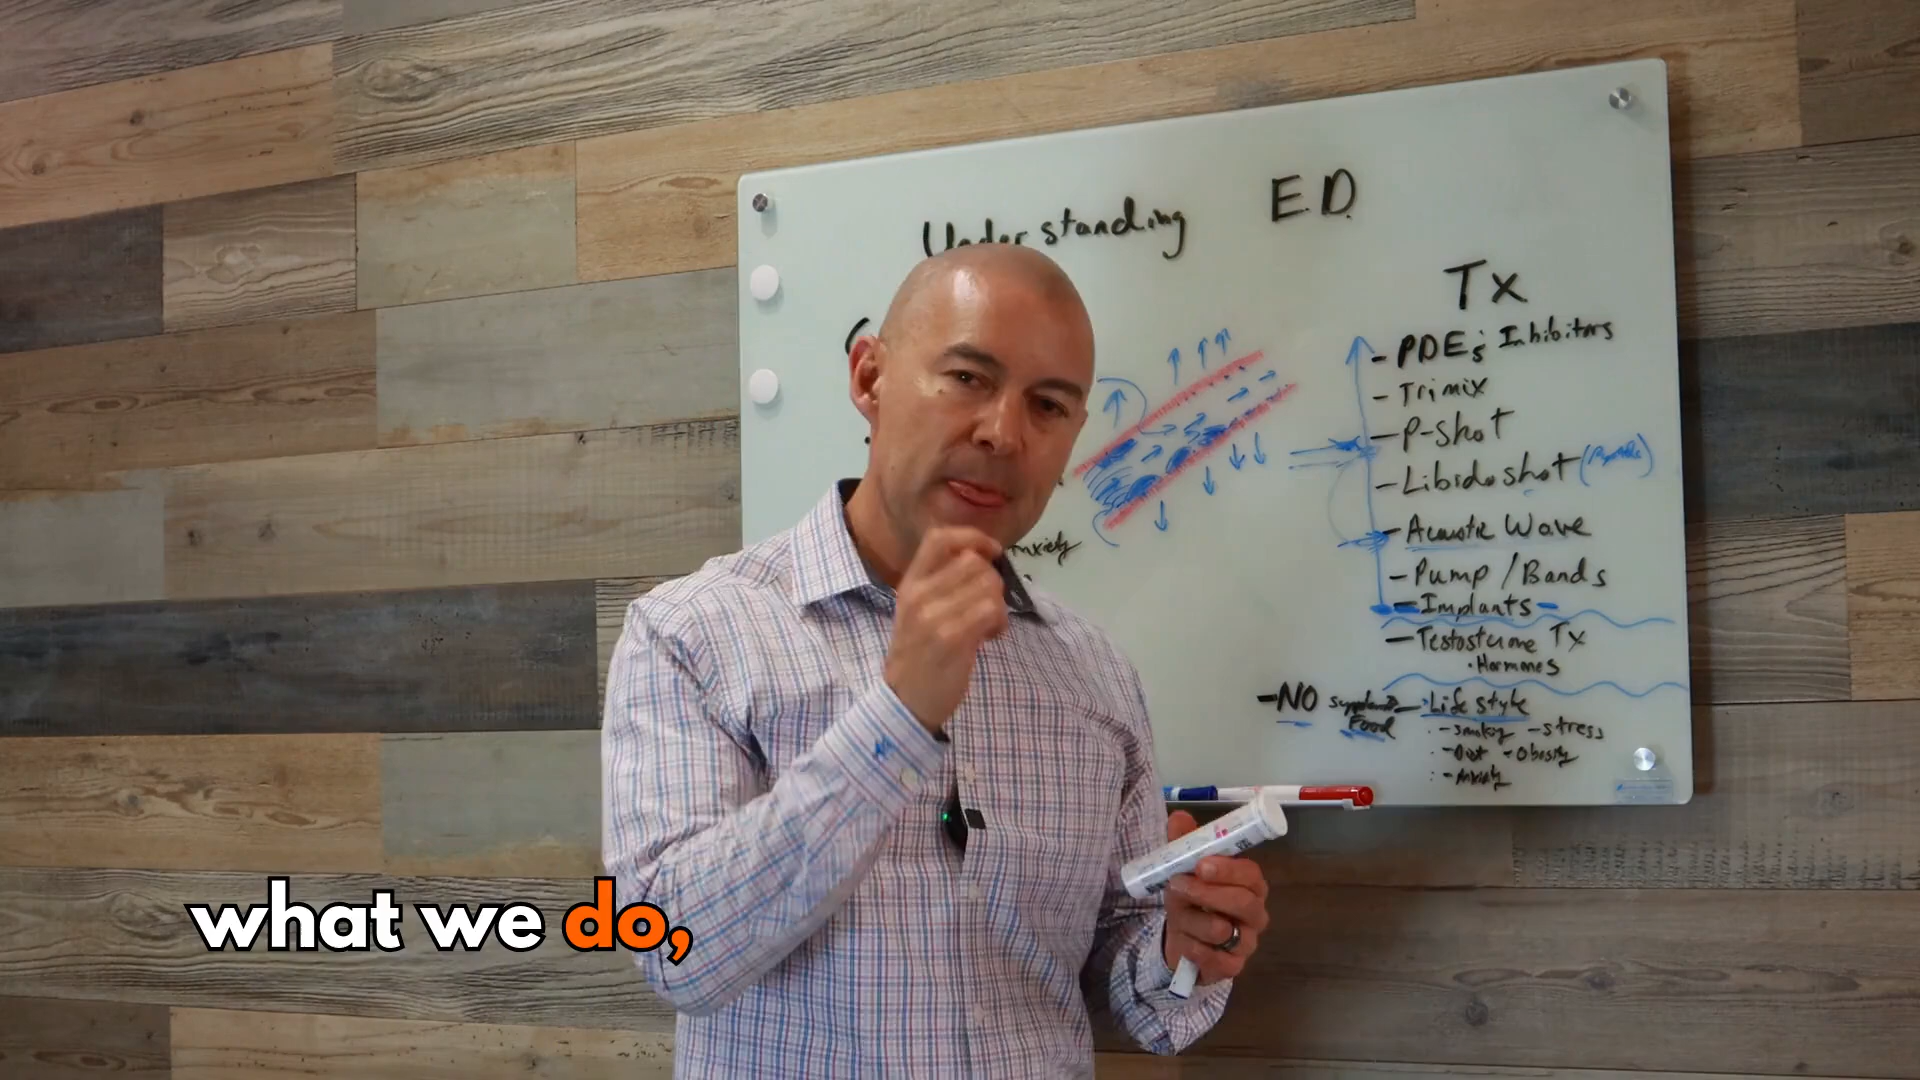 Understanding ED
Tx
- PDE5 Inhibitors
- Trimix
- P-Shot
- Libido shot
- Acoustic Wave
- Pump / Bands
- Implants -
- Testosterone Tx
• Hormones
- NO
Food
- Life style
- Smoking - stress
- Diet - Obesity
- Anxiety
Anxiety
what we do,